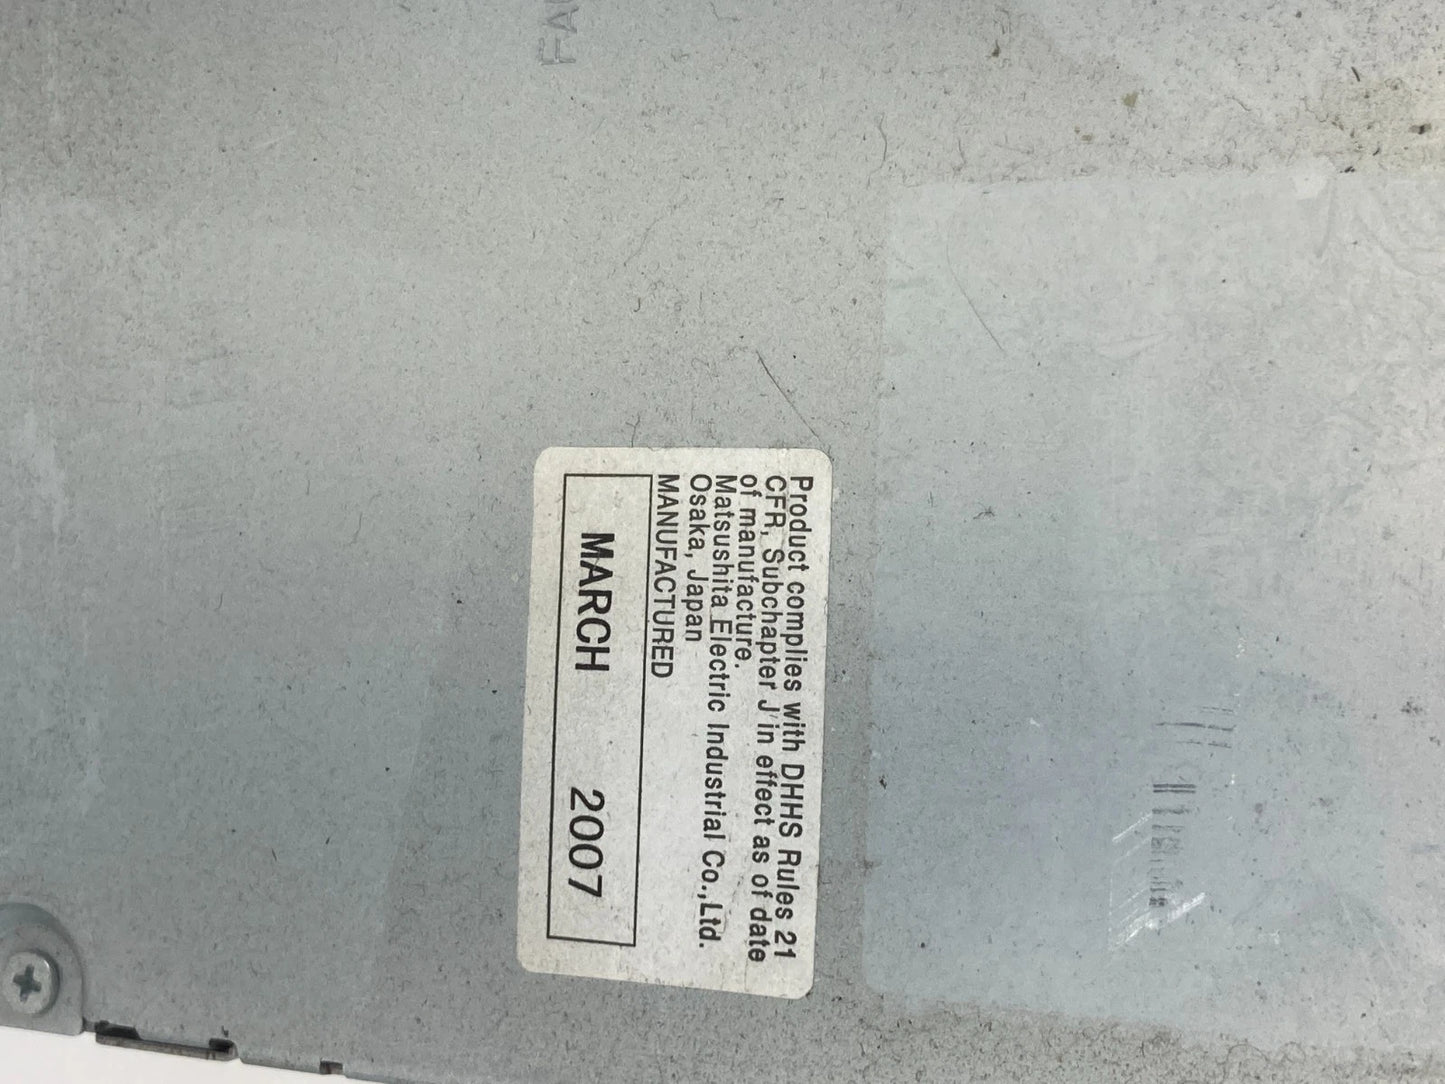 Product complies with DHHS Rules 21
CFR, Subchapter J in effect as of date
of manufacture.
Matsushita Electric Industrial Co.,Ltd.
Osaka, Japan
MANUFACTURED
MARCH 2007